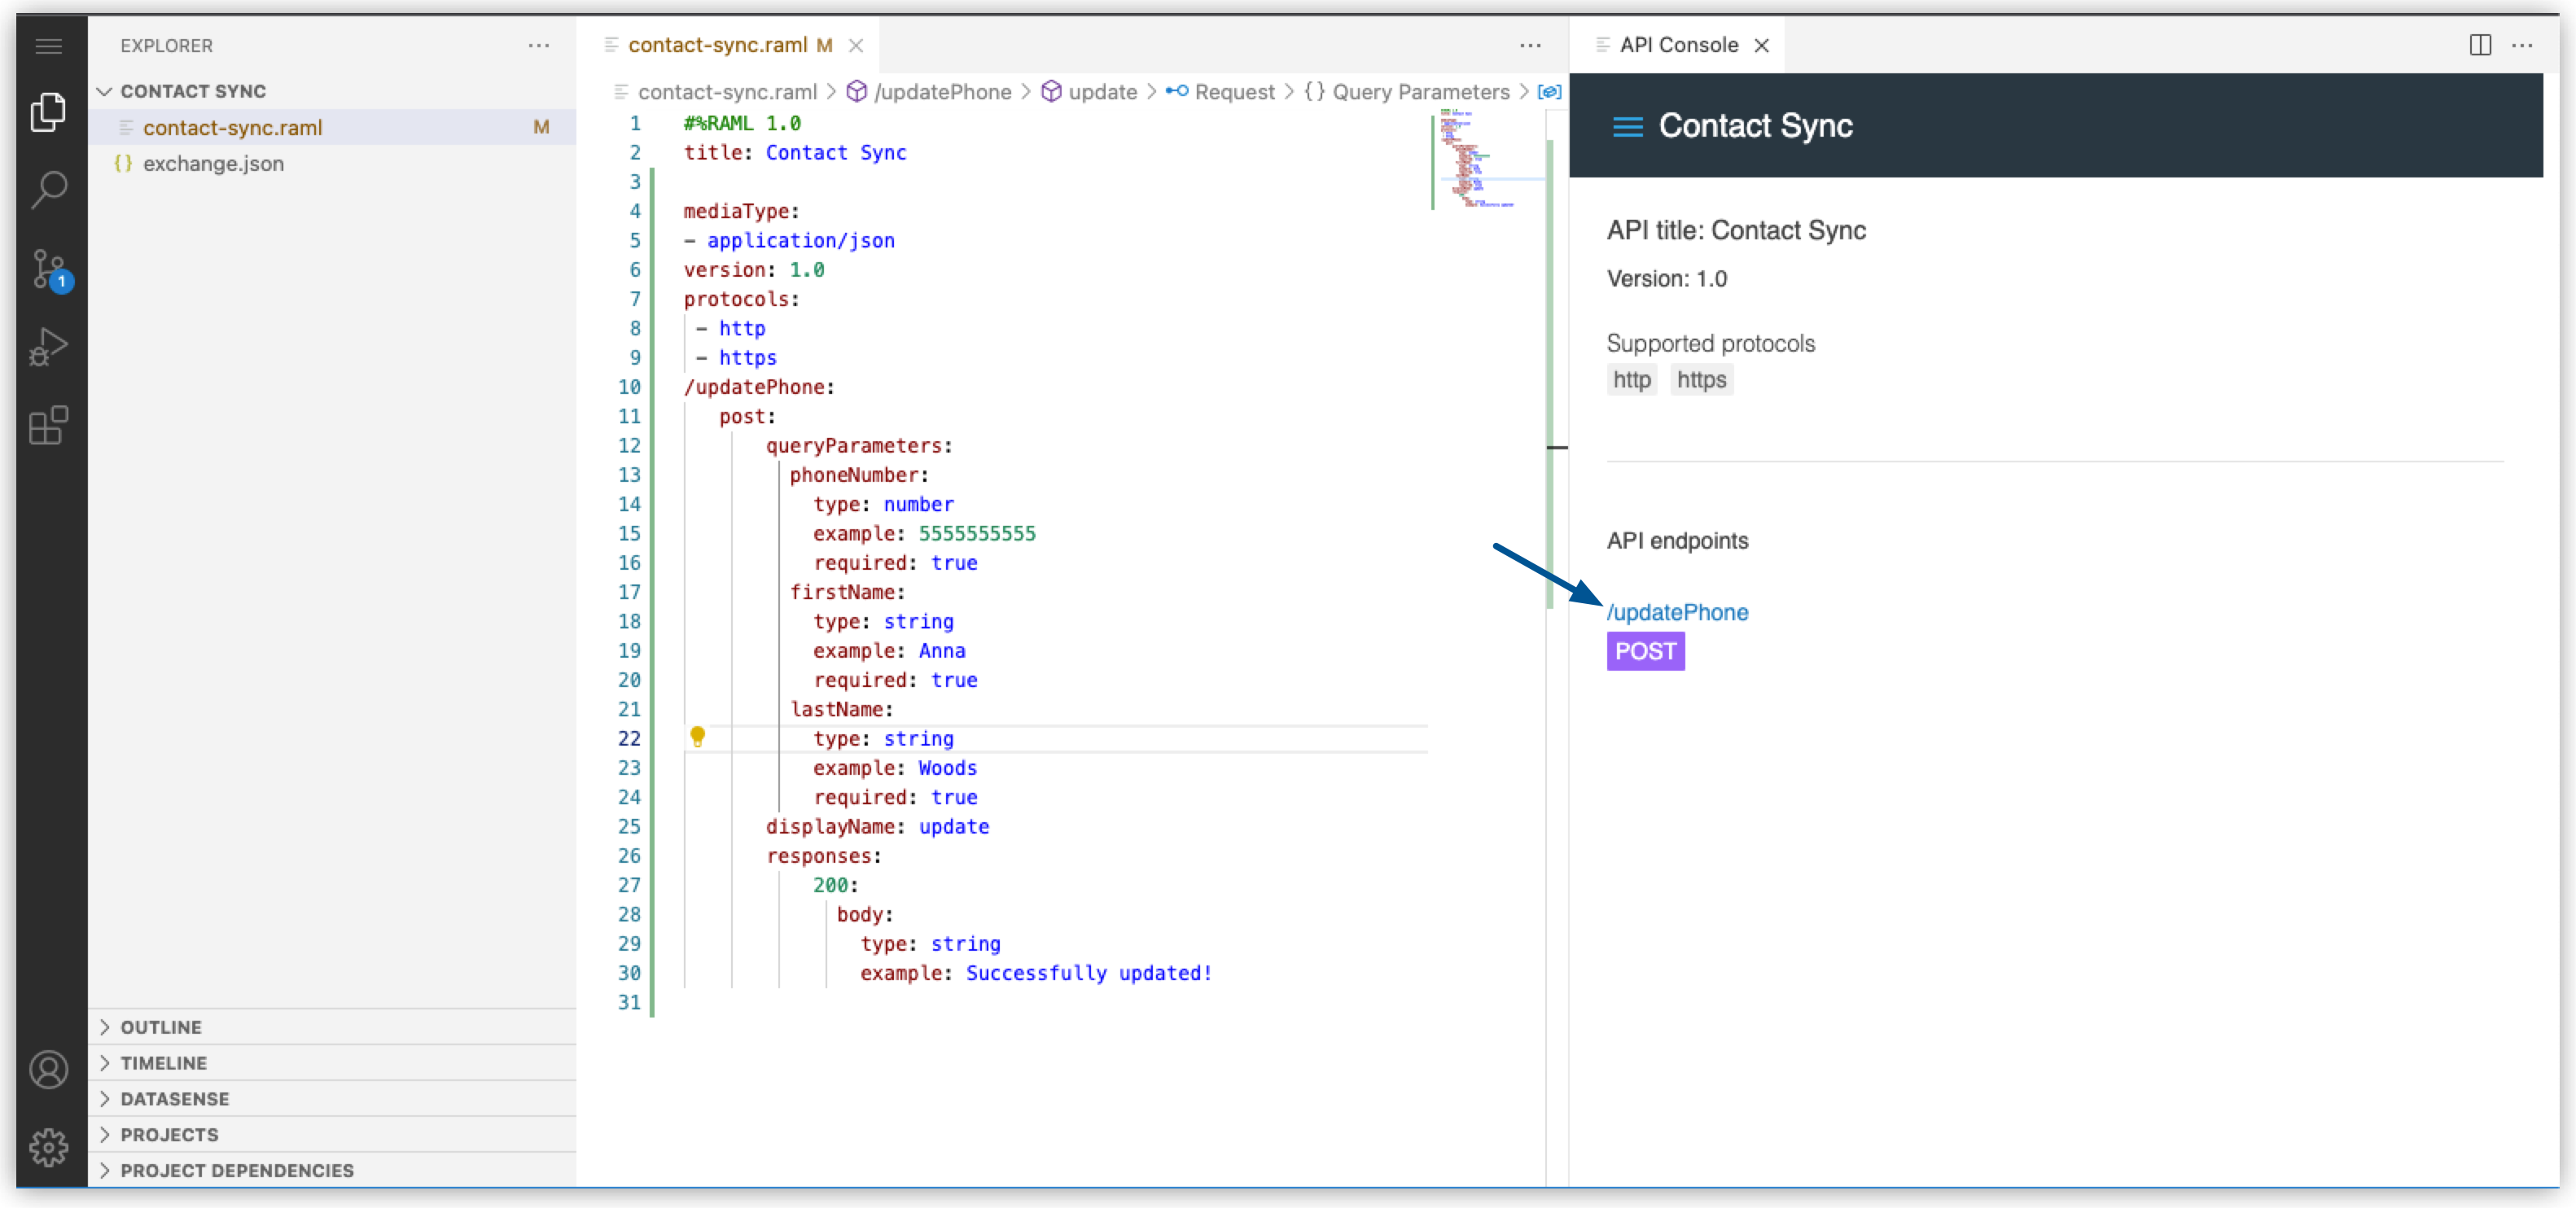 EXPLORER
CONTACT SYNC
contact-sync.raml M
exchange.json
1
OUTLINE
TIMELINE
DATASENSE
PROJECTS
PROJECT DEPENDENCIES
contact-sync.raml M
contact-sync.raml > /updatePhone > update > Request > {} Query Parameters >
1 #%RAML 1.0
2 title: Contact Sync
3
4 mediaType:
5 - application/json
6 version: 1.0
7 protocols:
8 - http
9 - https
10 /updatePhone:
11 post:
12 queryParameters:
13 phoneNumber:
14 type: number
15 example: 5555555555
16 required: true
17 firstName:
18 type: string
19 example: Anna
20 required: true
21 lastName:
22 type: string
23 example: Woods
24 required: true
25 displayName: update
26 responses:
27 200:
28 body:
29 type: string
30 example: Successfully updated!
31
API Console
Contact Sync
API title: Contact Sync
Version: 1.0
Supported protocols
http https
API endpoints
/updatePhone
POST